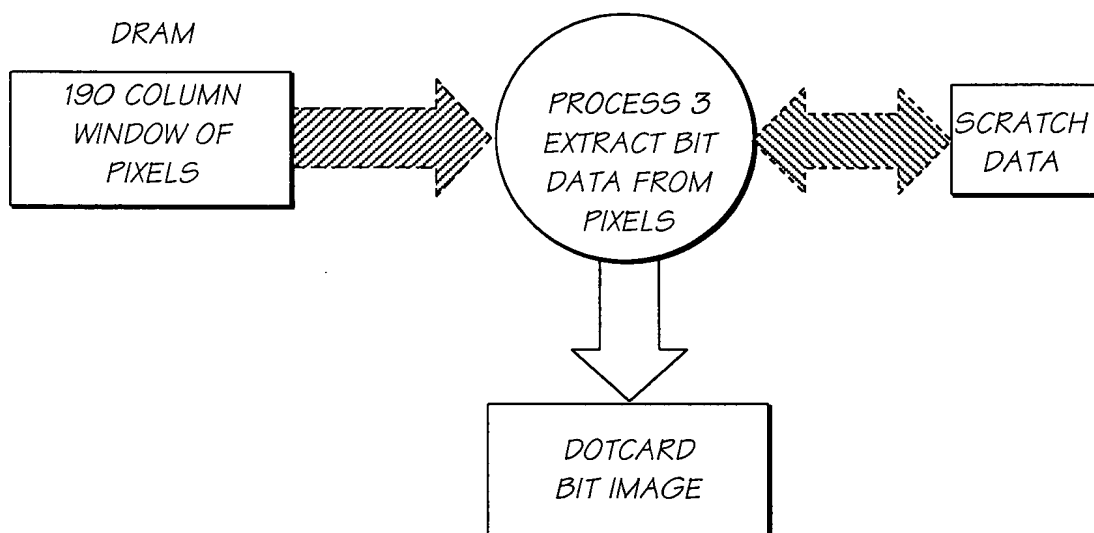 DRAM
190 COLUMN
WINDOW OF
PIXELS
PROCESS 3
EXTRACT BIT
DATA FROM
PIXELS
SCRATCH
DATA
DOTCARD
BIT IMAGE